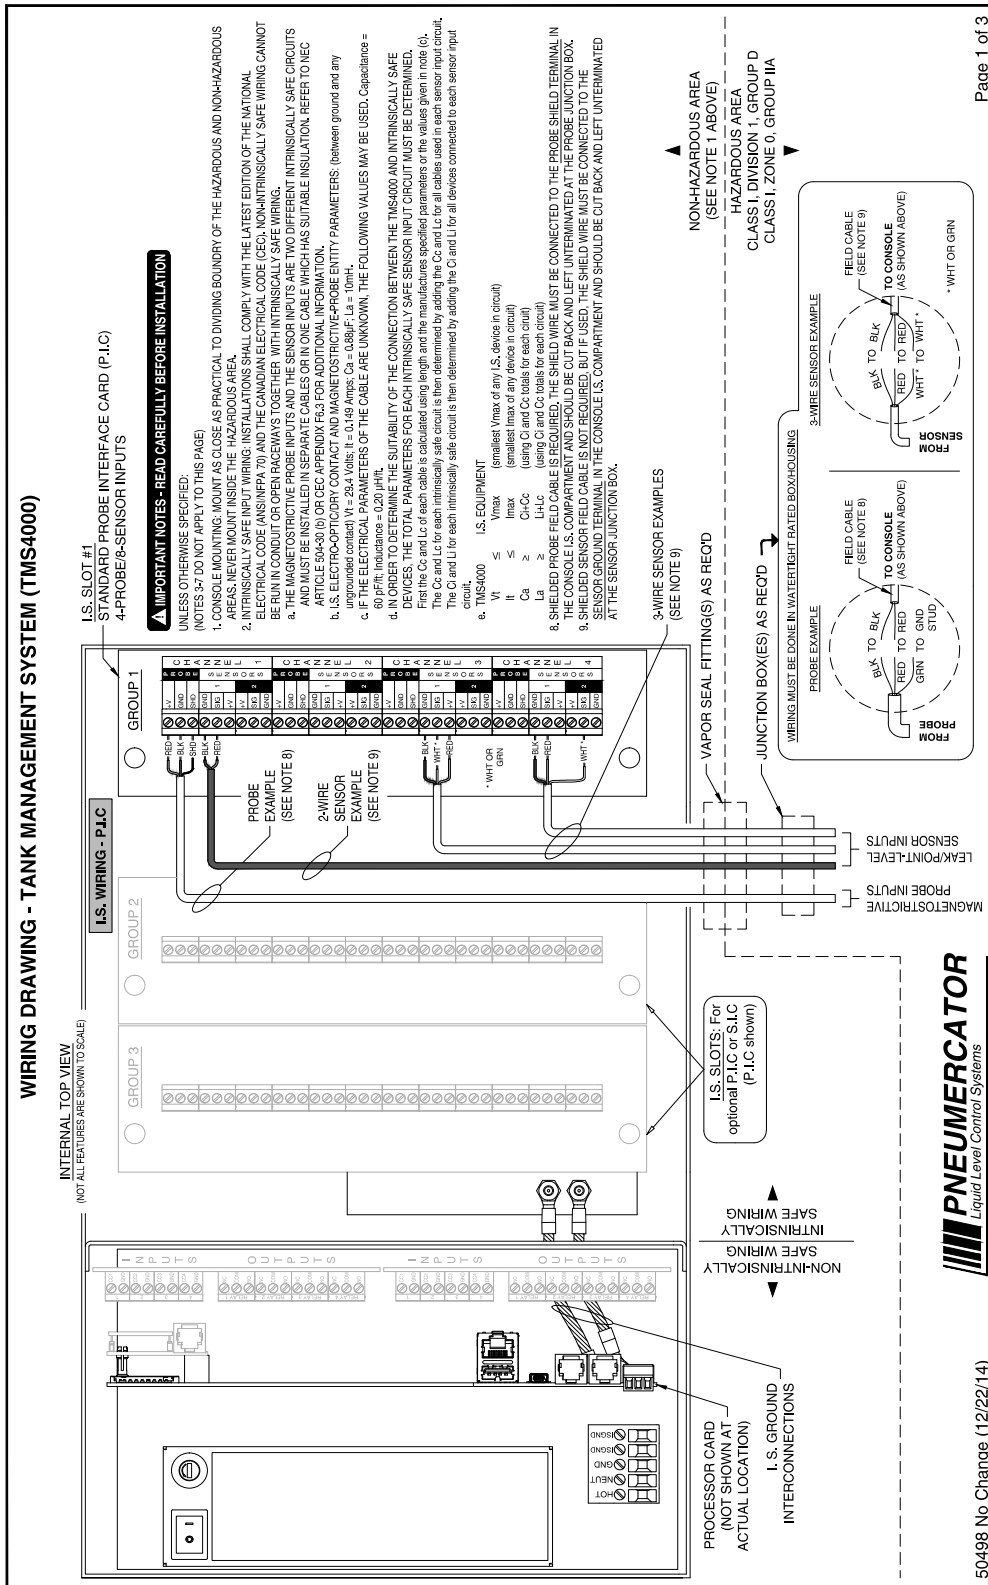 WIRING DRAWING - TANK MANAGEMENT SYSTEM (TMS4000)
INTERNAL TOP VIEW
(NOT ALL FEATURES ARE SHOWN TO SCALE)
I.S. WIRING - P.I.C
I.S. SLOT #1
STANDARD PROBE INTERFACE CARD (P.I.C)
4-PROBE/8-SENSOR INPUTS
GROUP 3
GROUP 2
GROUP 1
IMPORTANT NOTES - READ CAREFULLY BEFORE INSTALLATION
UNLESS OTHERWISE SPECIFIED:
(NOTES 3-7 DO NOT APPLY TO THIS PAGE)
1. CONSOLE MOUNTING: MOUNT AS CLOSE AS PRACTICAL TO DIVIDING BOUNDRY OF THE HAZARDOUS AND NON-HAZARDOUS
AREAS. NEVER MOUNT INSIDE THE HAZARDOUS AREA.
2. INTRINSICALLY SAFE INPUT WIRING: INSTALLATIONS SHALL COMPLY WITH THE LATEST EDITION OF THE NATIONAL
ELECTRICAL CODE (ANSI/NFPA 70) AND THE CANADIAN ELECTRICAL CODE (CEC). NON-INTRINSICALLY SAFE WIRING CANNOT
BE RUN IN CONDUIT OR OPEN RACEWAYS TOGETHER WITH INTRINSICALLY SAFE WIRING.
a. THE MAGNETOSTRICTIVE PROBE INPUTS AND THE SENSOR INPUTS ARE TWO DIFFERENT INTRINSICALLY SAFE CIRCUITS
AND MUST BE INSTALLED IN SEPARATE CABLES OR IN ONE CABLE WHICH HAS SUITABLE INSULATION. REFER TO NEC
ARTICLE 504-30 (b) OR CEC APPENDIX F6.3 FOR ADDITIONAL INFORMATION.
b. I.S. ELECTRO-OPTIC/DRY CONTACT AND MAGNETOSTRICTIVE-PROBE ENTITY PARAMETERS: (between ground and any
ungrounded contact) Vt = 29.4 Volts; It = 0.149 Amps; Ca = 0.88µF; La = 10mH.
c. IF THE ELECTRICAL PARAMETERS OF THE CABLE ARE UNKNOWN, THE FOLLOWING VALUES MAY BE USED. Capacitance =
60 pF/ft; Inductance = 0.20 µH/ft.
d. IN ORDER TO DETERMINE THE SUITABILITY OF THE CONNECTION BETWEEN THE TMS4000 AND INTRINSICALLY SAFE
DEVICES, THE TOTAL PARAMETERS FOR EACH INTRINSICALLY SAFE SENSOR INPUT CIRCUIT MUST BE DETERMINED.
First the Cc and Lc of each cable is calculated using length and the manufactures specified parameters or the values given in note (c).
The Cc and Lc for each intrinsically safe circuit is then determined by adding the Cc and Lc for all cables used in each sensor input circuit.
The Ci and Li for each intrinsically safe circuit is then determined by adding the Ci and Li for all devices connected to each sensor input
circuit.
e. TMS4000 I.S. EQUIPMENT
Vt ≤ Vmax (smallest Vmax of any I.S. device in circuit)
It ≤ Imax (smallest Imax of any device in circuit)
Ca ≥ Ci+Cc (using Ci and Cc totals for each circuit)
La ≥ Li+Lc (using Ci and Cc totals for each circuit)
8. SHIELDED PROBE FIELD CABLE IS REQUIRED. THE SHIELD WIRE MUST BE CONNECTED TO THE PROBE SHIELD TERMINAL IN
THE CONSOLE I.S. COMPARTMENT AND SHOULD BE CUT BACK AND LEFT UNTERMINATED AT THE PROBE JUNCTION BOX.
9. SHIELDED SENSOR FIELD CABLE IS NOT REQUIRED, BUT IF USED, THE SHIELD WIRE MUST BE CONNECTED TO THE
SENSOR GROUND TERMINAL IN THE CONSOLE I.S. COMPARTMENT AND SHOULD BE CUT BACK AND LEFT UNTERMINATED
AT THE SENSOR JUNCTION BOX.
RED
BLK
SHD
BLK
RED
BLK
WHT *
RED
BLK
RED
WHT *
* WHT OR
GRN
PROBE
EXAMPLE
(SEE NOTE 8)
2-WIRE
SENSOR
EXAMPLE
(SEE NOTE 9)
3-WIRE SENSOR EXAMPLES
(SEE NOTE 9)
INPUTS
OUTPUTS
INPUTS
OUTPUTS
HOT
NEUT
GND
ISGND
ISGND
PROCESSOR CARD
(NOT SHOWN AT
ACTUAL LOCATION)
I. S. GROUND
INTERCONNECTIONS
NON-INTRINSICALLY
SAFE WIRING
INTRINSICALLY
SAFE WIRING
I.S. SLOTS: For
optional P.I.C or S.I.C
(P.I.C shown)
VAPOR SEAL FITTING(S) AS REQ'D
JUNCTION BOX(ES) AS REQ'D
NON-HAZARDOUS AREA
(SEE NOTE 1 ABOVE)
HAZARDOUS AREA
CLASS I, DIVISION 1, GROUP D
CLASS I, ZONE 0, GROUP IIA
MAGNETOSTRICTIVE
PROBE INPUTS
LEAK/POINT-LEVEL
SENSOR INPUTS
WIRING MUST BE DONE IN WATERTIGHT RATED BOX/HOUSING
PROBE EXAMPLE
FIELD CABLE
(SEE NOTE 8)
BLK TO BLK
RED TO RED
GRN TO GND
STUD
TO CONSOLE
(AS SHOWN ABOVE)
FROM
PROBE
3-WIRE SENSOR EXAMPLE
FIELD CABLE
(SEE NOTE 9)
BLK TO BLK
RED TO RED
WHT * TO WHT *
TO CONSOLE
(AS SHOWN ABOVE)
FROM
SENSOR
* WHT OR GRN
PNEUMERCATOR
Liquid Level Control Systems
50498 No Change (12/22/14)
Page 1 of 3